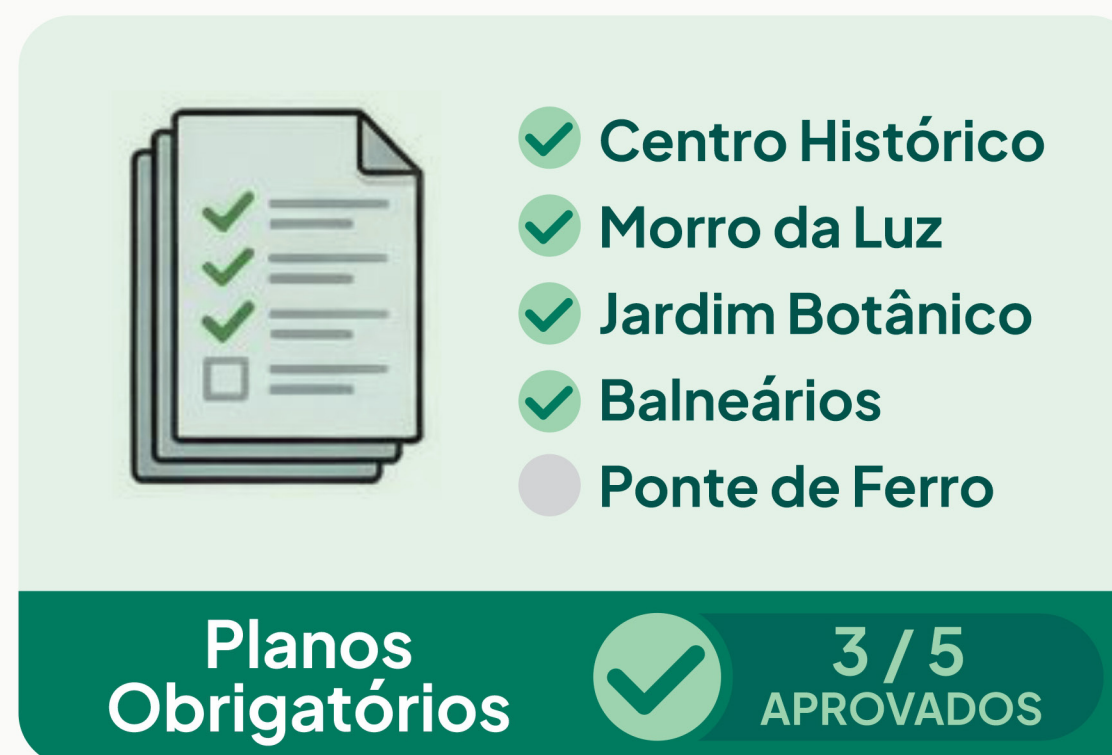 Centro Histórico
Morro da Luz
Jardim Botânico
Balneários
Ponte de Ferro
Planos
Obrigatórios
3 / 5
APROVADOS